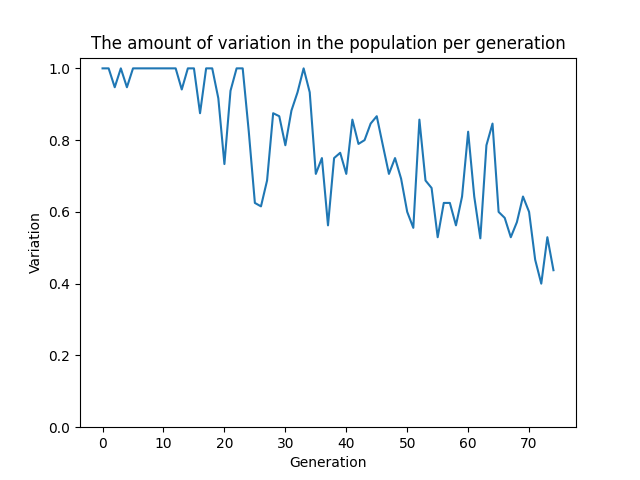 The amount of variation in the population per generation
1.0
0.8
0.6
0.4
0.2
0.0
Variation
0 10 20 30 40 50 60 70
Generation